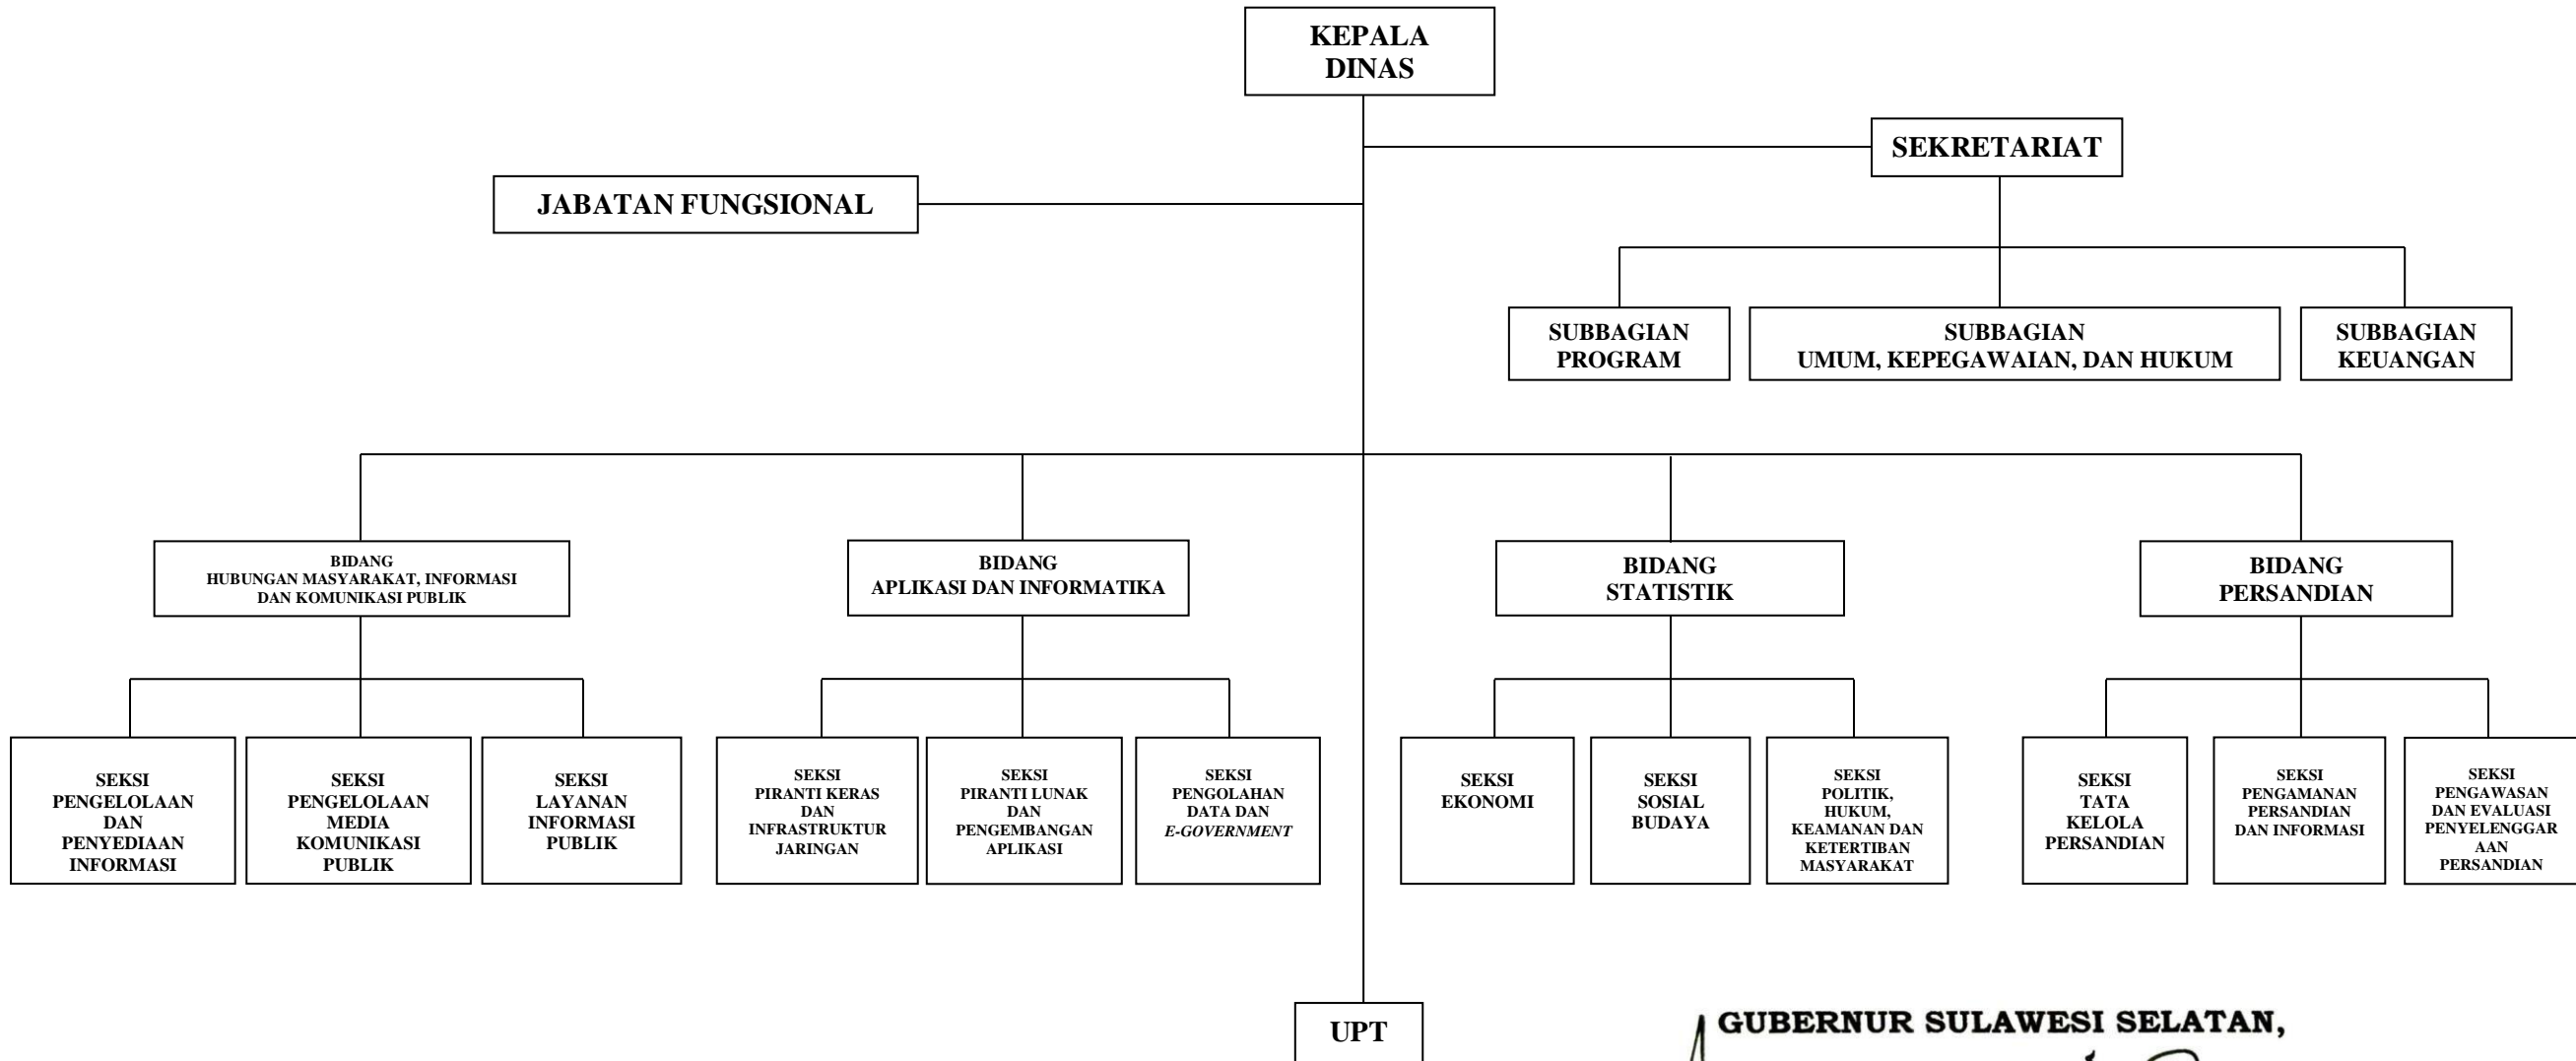 KEPALA
DINAS
SEKRETARIAT
JABATAN FUNGSIONAL
SUBBAGIAN
PROGRAM
SUBBAGIAN
UMUM, KEPEGAWAIAN, DAN HUKUM
SUBBAGIAN
KEUANGAN
BIDANG
HUBUNGAN MASYARAKAT, INFORMASI
DAN KOMUNIKASI PUBLIK
BIDANG
APLIKASI DAN INFORMATIKA
BIDANG
STATISTIK
BIDANG
PERSANDIAN
SEKSI
PENGELOLAAN
DAN
PENYEDIAAN
INFORMASI
SEKSI
PENGELOLAAN
MEDIA
KOMUNIKASI
PUBLIK
SEKSI
LAYANAN
INFORMASI
PUBLIK
SEKSI
PIRANTI KERAS
DAN
INFRASTRUKTUR
JARINGAN
SEKSI
PIRANTI LUNAK
DAN
PENGEMBANGAN
APLIKASI
SEKSI
PENGOLAHAN
DATA DAN
E-GOVERNMENT
SEKSI
EKONOMI
SEKSI
SOSIAL
BUDAYA
SEKSI
POLITIK,
HUKUM,
KEAMANAN DAN
KETERTIBAN
MASYARAKAT
SEKSI
TATA
KELOLA
PERSANDIAN
SEKSI
PENGAMANAN
PERSANDIAN
DAN INFORMASI
SEKSI
PENGAWASAN
DAN EVALUASI
PENYELENGGAR
AAN
PERSANDIAN
UPT
GUBERNUR SULAWESI SELATAN,